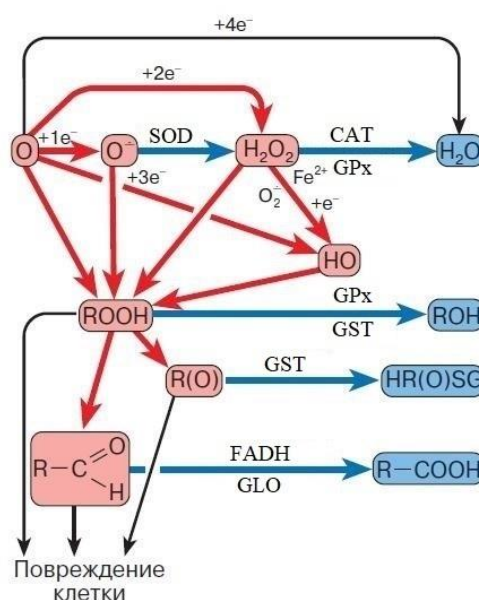 +4e⁻
+2e⁻
O +1e⁻ O∸ SOD H₂O₂ CAT H₂O
GPx
+3e⁻ O₂∸ Fe²⁺
+e⁻
HO
ROOH GPx ROH
GST
R(O) GST HR(O)SG
R–C O H FADH R–COOH
GLO
Повреждение
клетки